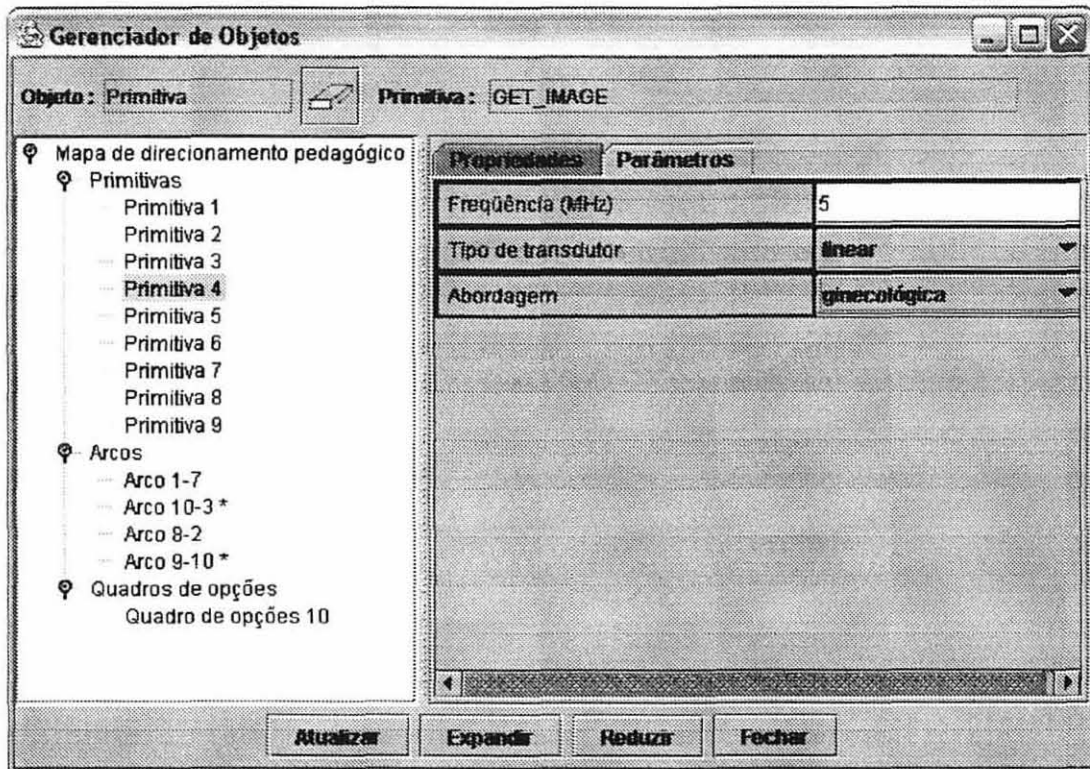 Gerenciador de Objetos
Objeto : Primitiva Primitiva : GET_IMAGE
Mapa de direcionamento pedagógico
Primitivas
Primitiva 1
Primitiva 2
Primitiva 3
Primitiva 4
Primitiva 5
Primitiva 6
Primitiva 7
Primitiva 8
Primitiva 9
Arcos
Arco 1-7
Arco 10-3 *
Arco 8-2
Arco 9-10 *
Quadros de opções
Quadro de opções 10
Propriedades Parâmetros
Freqüência (MHz) 5
Tipo de transdutor linear
Abordagem ginecológica
Atualizar Expandir Reduzir Fechar